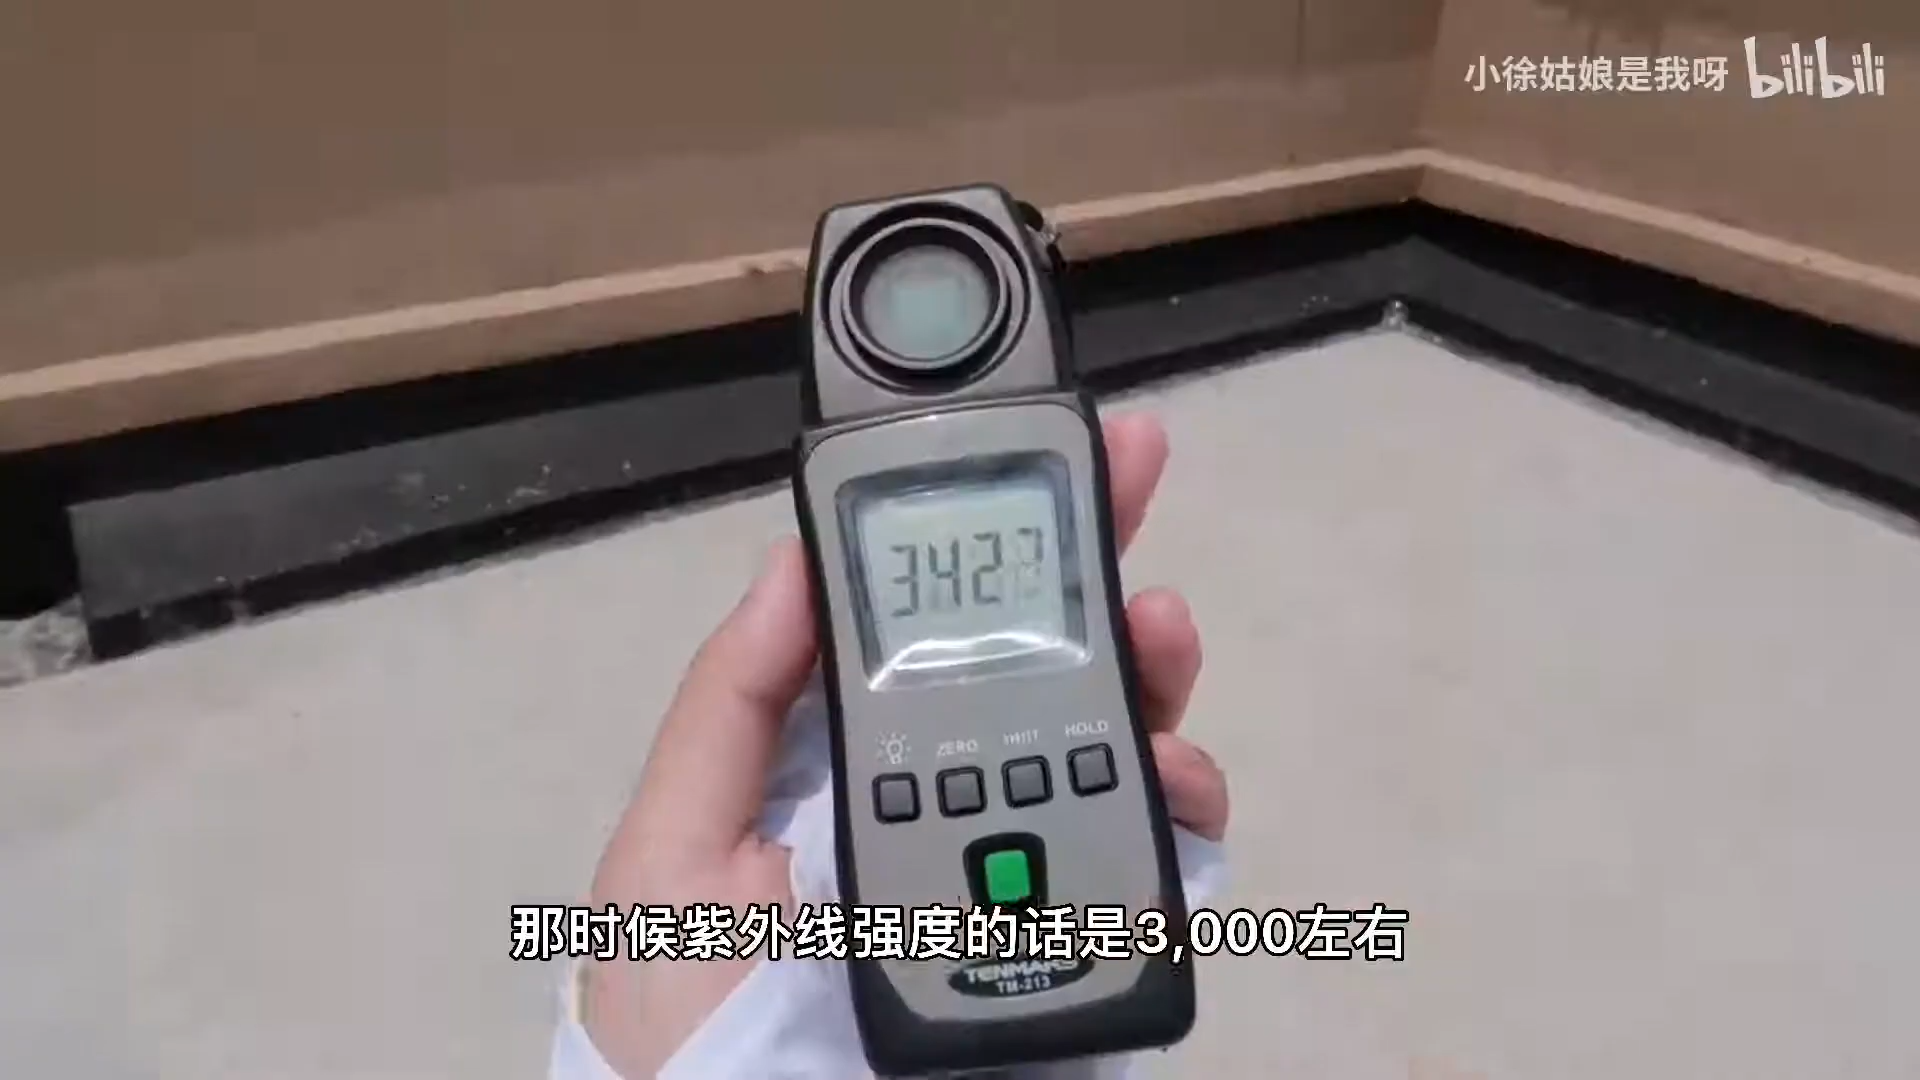 小徐姑娘是我呀 bilibili
342
ZERO HOLD
那时候紫外线强度的话是3,000左右
TENMARS
TM-213